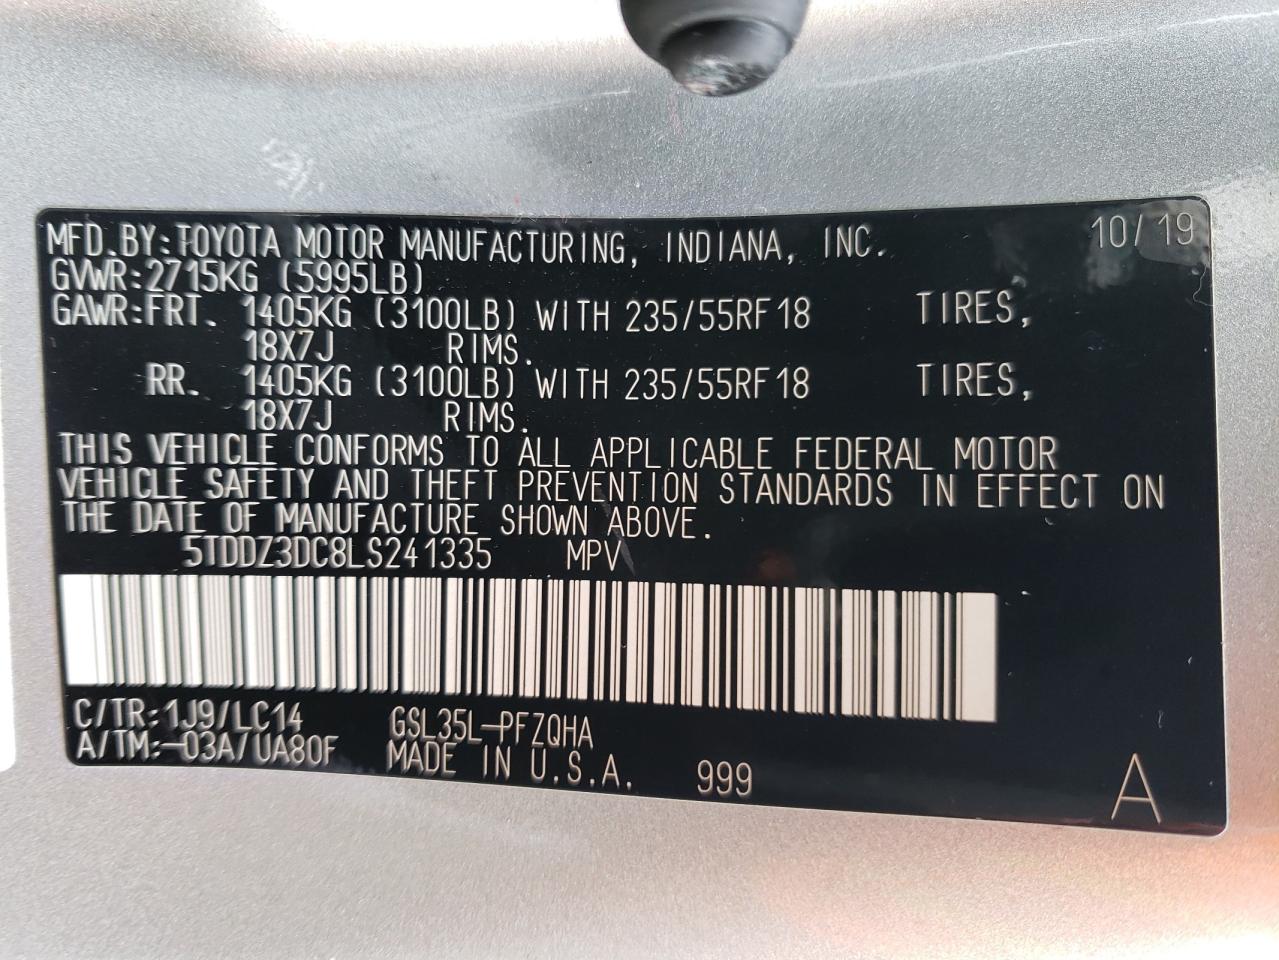 MFD.BY:TOYOTA MOTOR MANUFACTURING, INDIANA, INC. 10/19
GVWR:2715KG (5995LB)
GAWR:FRT. 1405KG (3100LB) WITH 235/55RF18 TIRES,
18X7J RIMS.
RR. 1405KG (3100LB) WITH 235/55RF18 TIRES,
18X7J RIMS.
THIS VEHICLE CONFORMS TO ALL APPLICABLE FEDERAL MOTOR
VEHICLE SAFETY AND THEFT PREVENTION STANDARDS IN EFFECT ON
THE DATE OF MANUFACTURE SHOWN ABOVE.
5TDDZ3DC8LS241335 MPV
C/TR:1J9/LC14 GSL35L-PFZQHA
A/TM:-03A/UA80F MADE IN U.S.A. 999 A